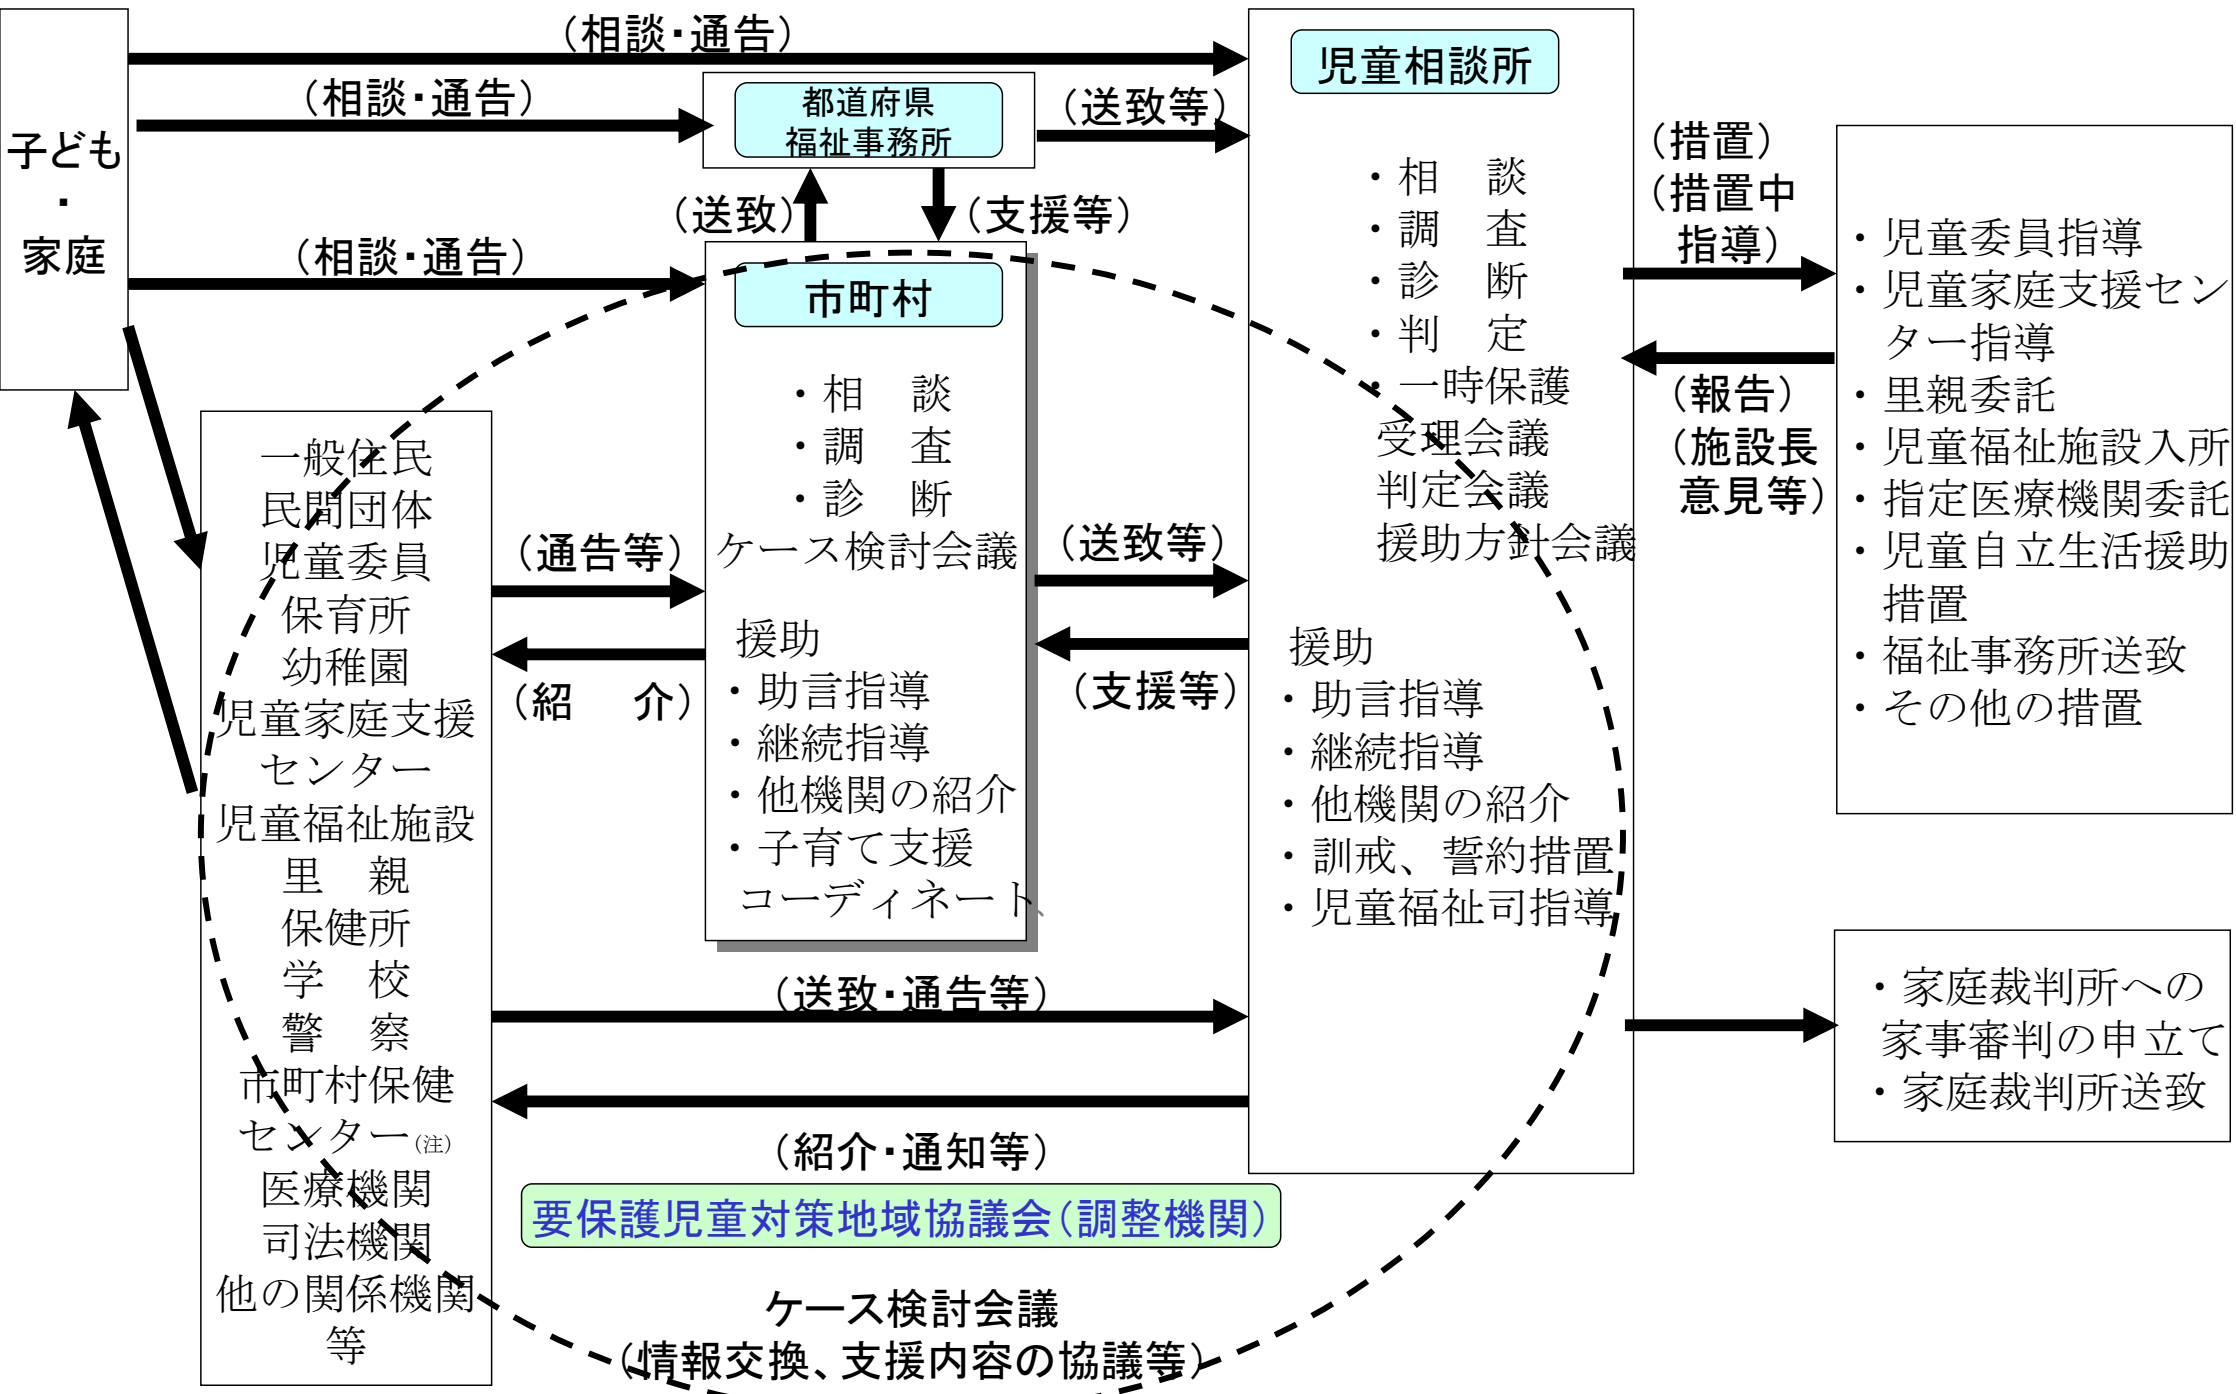 子ども
・
家庭
（相談・通告）
（相談・通告）
（相談・通告）
都道府県
福祉事務所
（送致等）
（送致）
（支援等）
市町村
・相　談
・調　査
・診　断
ケース検討会議
援助
・助言指導
・継続指導
・他機関の紹介
・子育て支援
コーディネート、
一般住民
民間団体
児童委員
保育所
幼稚園
児童家庭支援
センター
児童福祉施設
里　親
保健所
学　校
警　察
市町村保健
センター（注）
医療機関
司法機関
他の関係機関
等
（通告等）
（紹　介）
（送致等）
（支援等）
（送致・通告等）
（紹介・通知等）
児童相談所
・相　談
・調　査
・診　断
・判　定
・一時保護
受理会議
判定会議
援助方針会議
援助
・助言指導
・継続指導
・他機関の紹介
・訓戒、誓約措置
・児童福祉司指導
（措置）
（措置中
指導）
（報告）
（施設長
意見等）
・児童委員指導
・児童家庭支援セン
ター指導
・里親委託
・児童福祉施設入所
・指定医療機関委託
・児童自立生活援助
措置
・福祉事務所送致
・その他の措置
・家庭裁判所への
家事審判の申立て
・家庭裁判所送致
要保護児童対策地域協議会（調整機関）
ケース検討会議
（情報交換、支援内容の協議等）